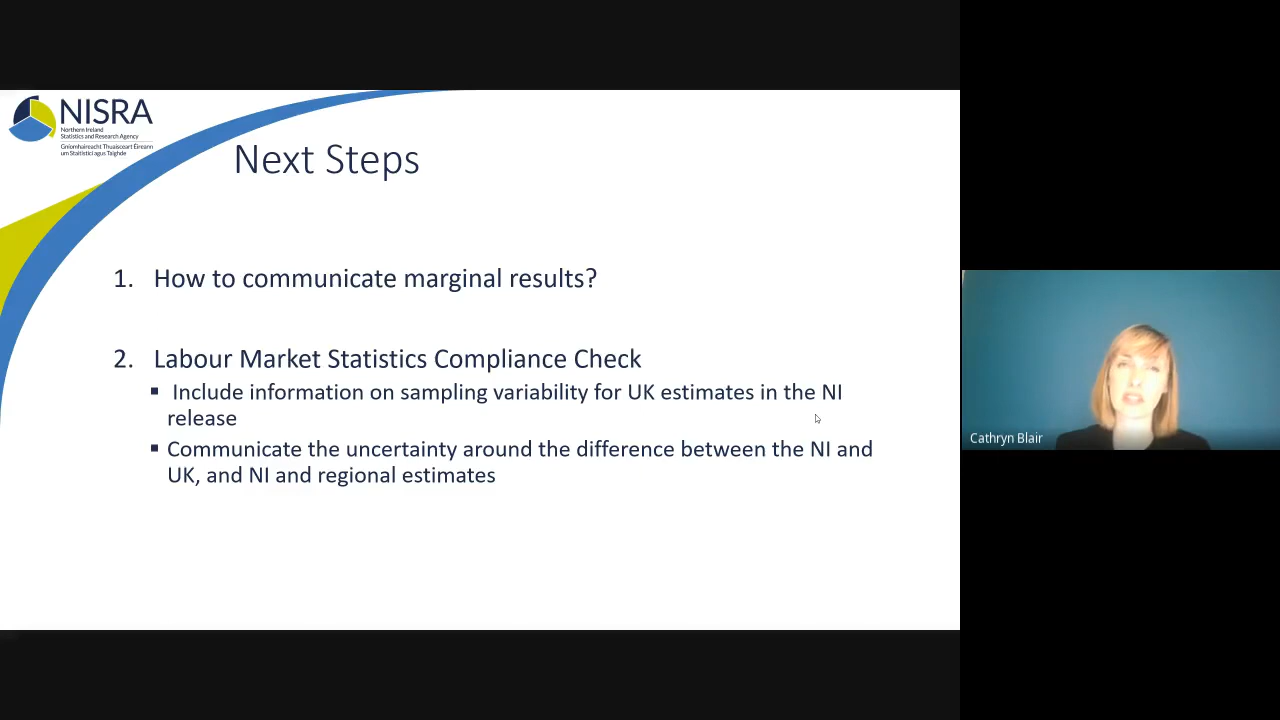 NISRA
Northern Ireland
Statistics and Research Agency
Gníomhaireacht Thuaisceart Éireann
um Staitisticí agus Taighde
Next Steps
1. How to communicate marginal results?
2. Labour Market Statistics Compliance Check
▪ Include information on sampling variability for UK estimates in the NI
release
▪ Communicate the uncertainty around the difference between the NI and
UK, and NI and regional estimates
Cathryn Blair